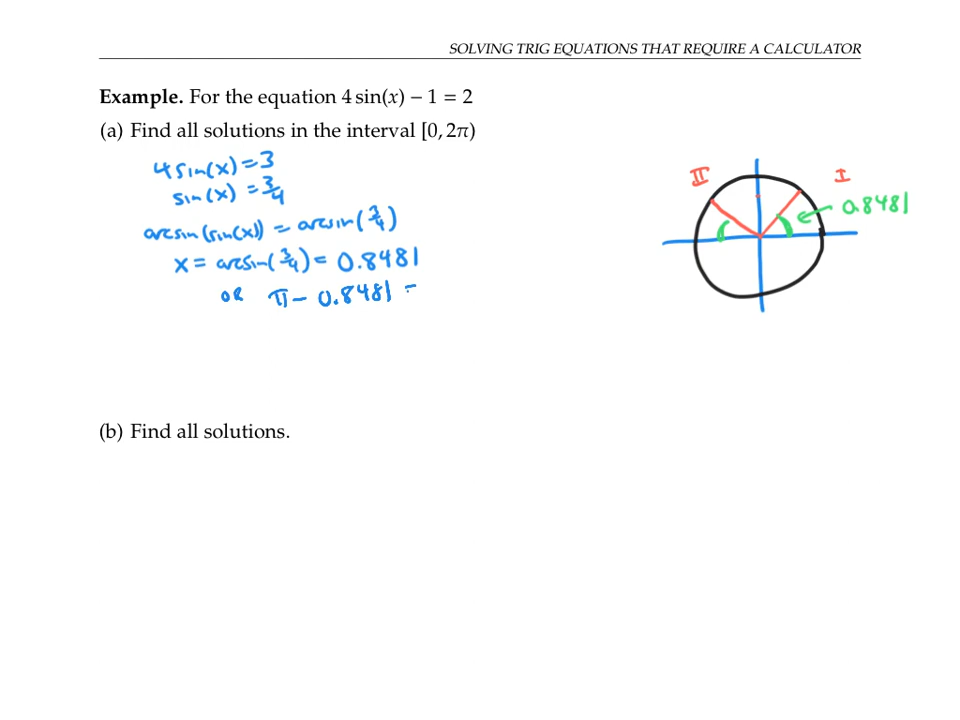 SOLVING TRIG EQUATIONS THAT REQUIRE A CALCULATOR
Example. For the equation 4 sin(x) − 1 = 2
(a) Find all solutions in the interval [0, 2π)
4 sin(x) = 3
sin(x) = 3/4
arcsin(sin(x)) = arcsin(3/4)
x = arcsin(3/4) = 0.8481
OR π − 0.8481 =
II
I
0.8481
(b) Find all solutions.